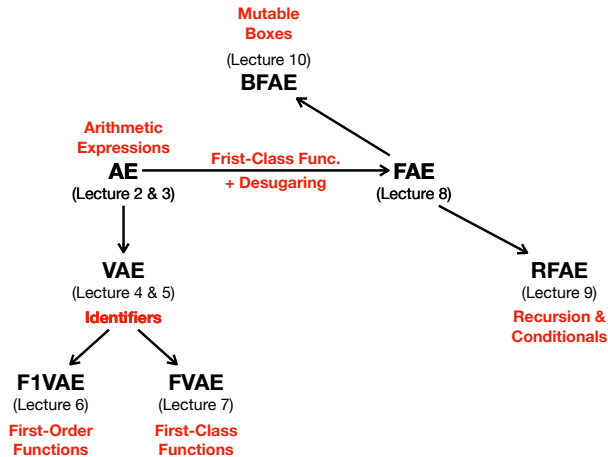 Mutable
Boxes
(Lecture 10)
BFAE
Arithmetic
Expressions
AE
(Lecture 2 & 3)
Frist-Class Func.
+ Desugaring
FAE
(Lecture 8)
VAE
(Lecture 4 & 5)
Identifiers
RFAE
(Lecture 9)
Recursion &
Conditionals
F1VAE
(Lecture 6)
First-Order
Functions
FVAE
(Lecture 7)
First-Class
Functions